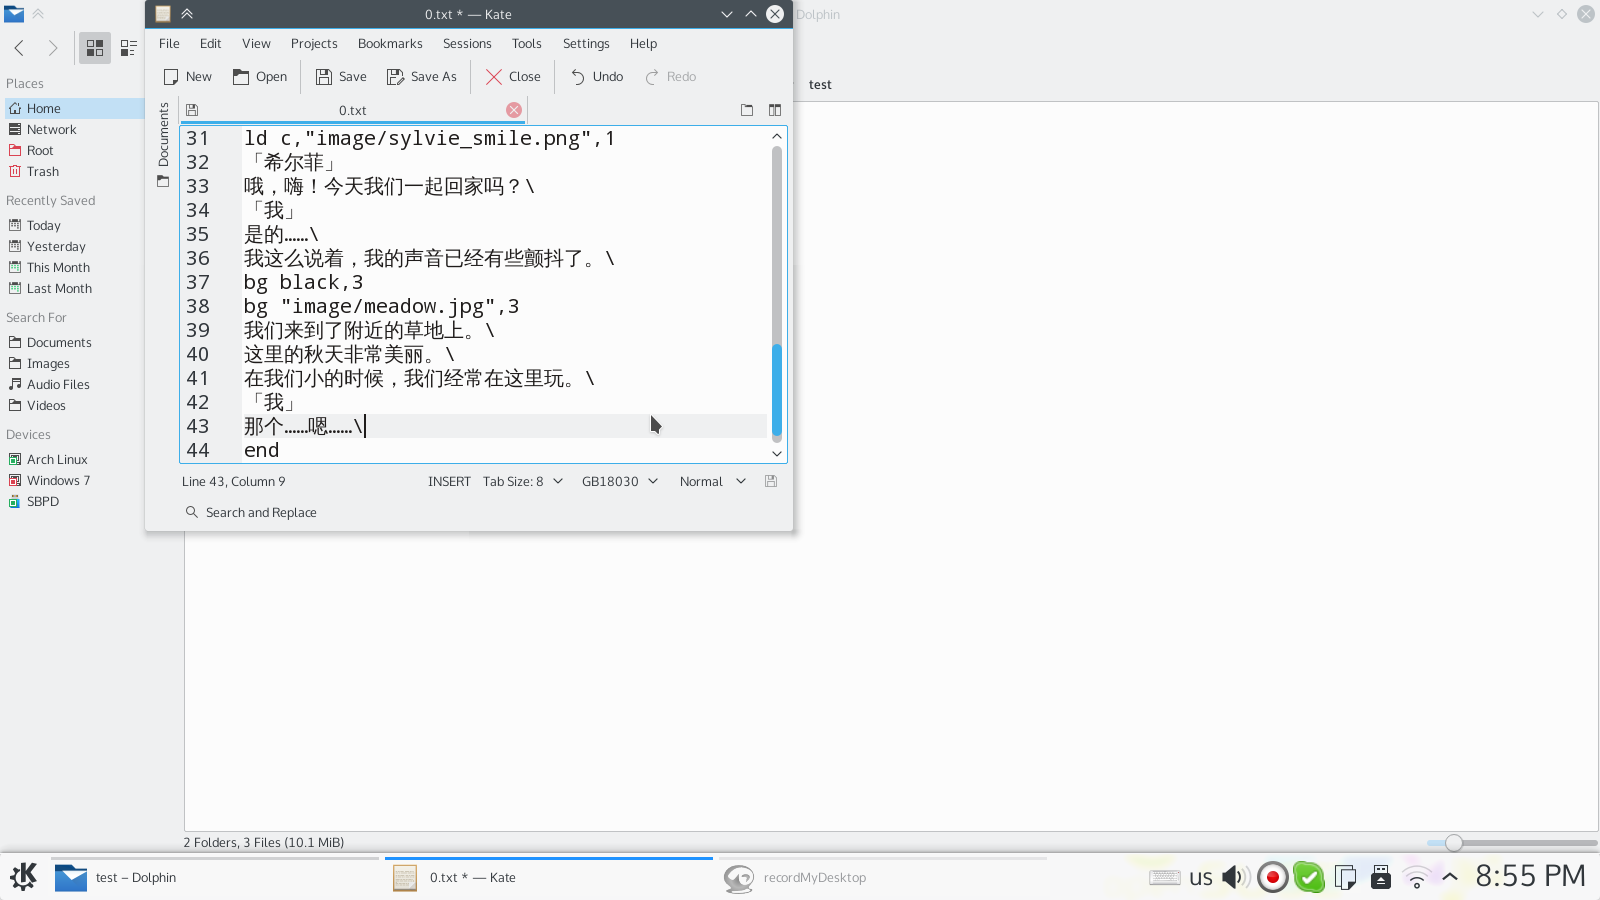 0.txt * — Kate
Dolphin
File Edit View Projects Bookmarks Sessions Tools Settings Help
New Open Save Save As Close Undo Redo
test
Places
Home
Network
Root
Trash
Recently Saved
Today
Yesterday
This Month
Last Month
Search For
Documents
Images
Audio Files
Videos
Devices
Arch Linux
Windows 7
SBPD
Documents
0.txt
31 ld c,"image/sylvie_smile.png",1
32 「希尔菲」
33 哦，嗨！今天我们一起回家吗？\
34 「我」
35 是的……\
36 我这么说着，我的声音已经有些颤抖了。\
37 bg black,3
38 bg "image/meadow.jpg",3
39 我们来到了附近的草地上。\
40 这里的秋天非常美丽。\
41 在我们小的时候，我们经常在这里玩。\
42 「我」
43 那个……嗯……\
44 end
Line 43, Column 9 INSERT Tab Size: 8 GB18030 Normal
Search and Replace
2 Folders, 3 Files (10.1 MiB)
test – Dolphin
0.txt * — Kate
recordMyDesktop
us
8:55 PM